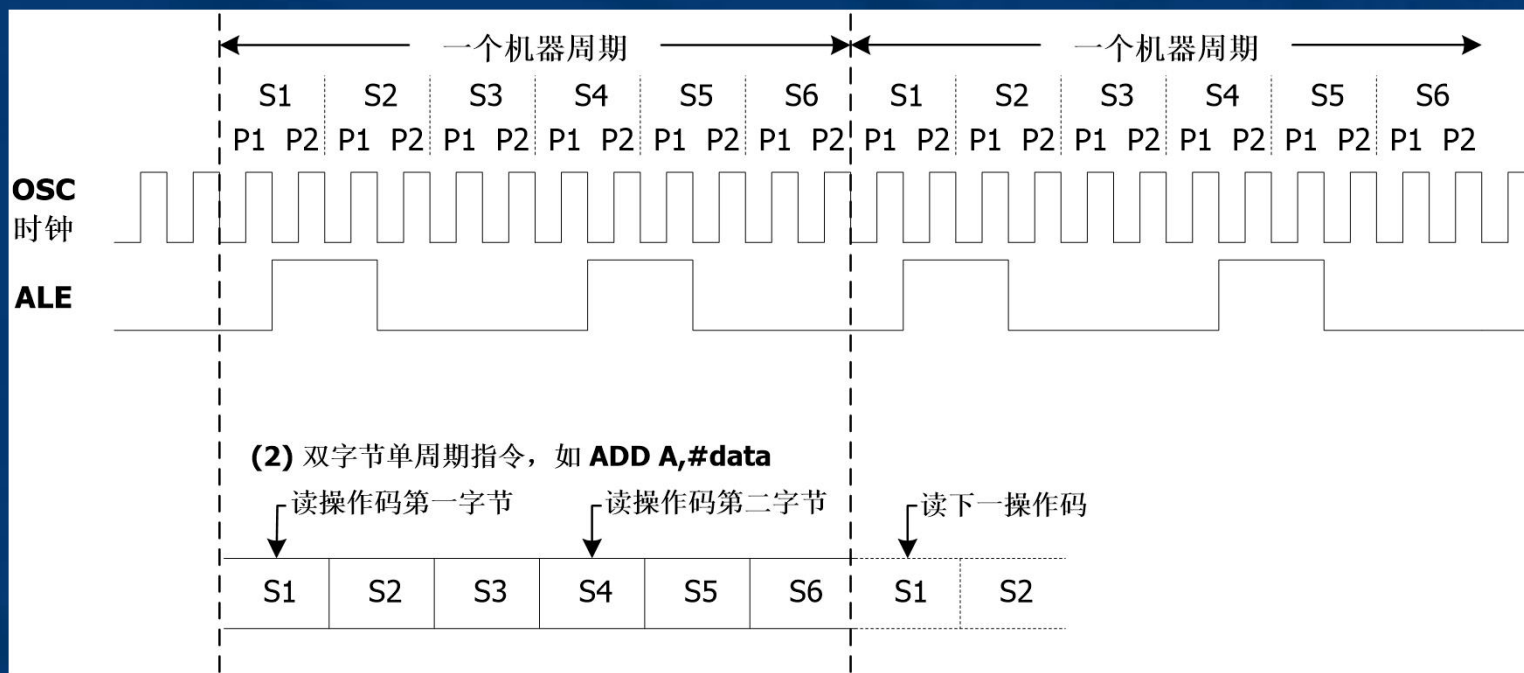 一个机器周期 一个机器周期
S1 S2 S3 S4 S5 S6 S1 S2 S3 S4 S5 S6
P1 P2 P1 P2 P1 P2 P1 P2 P1 P2 P1 P2 P1 P2 P1 P2 P1 P2 P1 P2 P1 P2 P1 P2
OSC
时钟
ALE
(2) 双字节单周期指令，如 ADD A,#data
读操作码第一字节 读操作码第二字节 读下一操作码
S1 S2 S3 S4 S5 S6 S1 S2